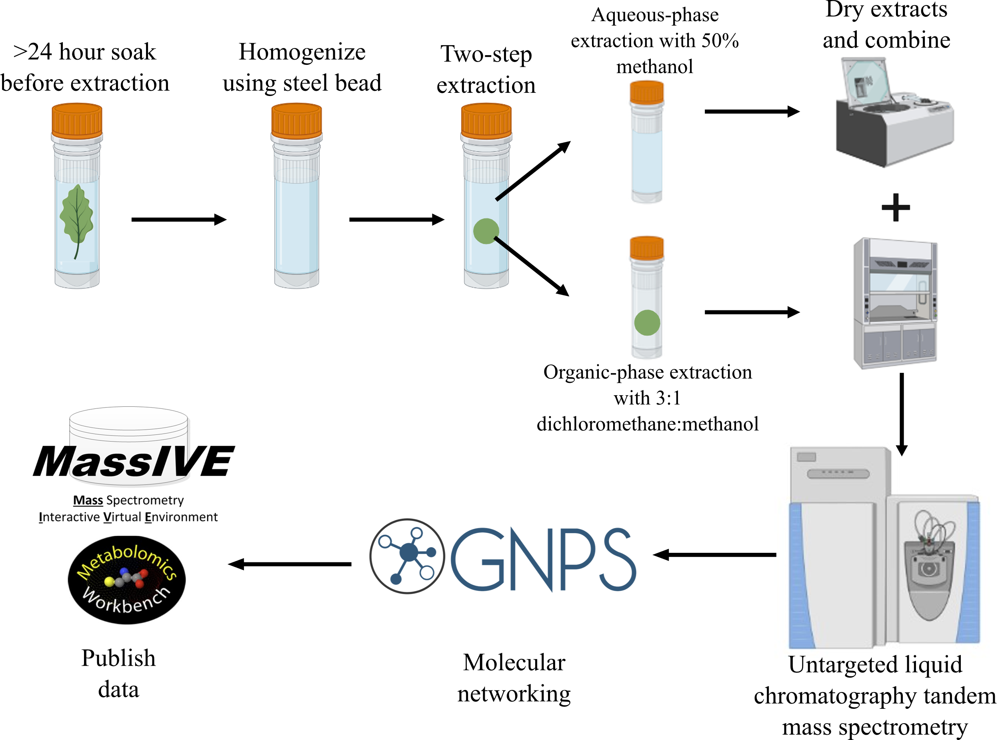 >24 hour soak
before extraction
Homogenize
using steel bead
Two-step
extraction
Aqueous-phase
extraction with 50%
methanol
Dry extracts
and combine
+
Organic-phase extraction
with 3:1
dichloromethane:methanol
Untargeted liquid
chromatography tandem
mass spectrometry
GNPS
Molecular
networking
MassIVE
Mass Spectrometry
Interactive Virtual Environment
Metabolomics
Workbench
Publish
data